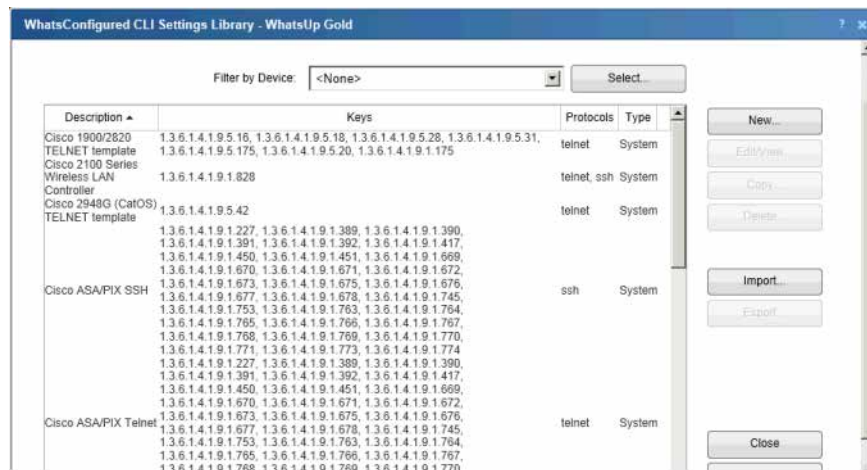 WhatsConfigured CLI Settings Library - WhatsUp Gold ? x
Filter by Device: <None> Select...
Description Keys Protocols Type
New...
Cisco 1900/2820
TELNET template
1.3.6.1.4.1.9.5.16, 1.3.6.1.4.1.9.5.18, 1.3.6.1.4.1.9.5.28, 1.3.6.1.4.1.9.5.31,
1.3.6.1.4.1.9.5.175, 1.3.6.1.4.1.9.5.20, 1.3.6.1.4.1.9.1.175
telnet System
Edit/View...
Cisco 2100 Series
Wireless LAN
Controller
1.3.6.1.4.1.9.1.828
telnet, ssh System
Copy...
Cisco 2948G (CatOS)
TELNET template
1.3.6.1.4.1.9.5.42
telnet System
Delete...
Cisco ASA/PIX SSH
1.3.6.1.4.1.9.1.227, 1.3.6.1.4.1.9.1.389, 1.3.6.1.4.1.9.1.390,
1.3.6.1.4.1.9.1.391, 1.3.6.1.4.1.9.1.392, 1.3.6.1.4.1.9.1.417,
1.3.6.1.4.1.9.1.450, 1.3.6.1.4.1.9.1.451, 1.3.6.1.4.1.9.1.669,
1.3.6.1.4.1.9.1.670, 1.3.6.1.4.1.9.1.671, 1.3.6.1.4.1.9.1.672,
1.3.6.1.4.1.9.1.673, 1.3.6.1.4.1.9.1.675, 1.3.6.1.4.1.9.1.676,
1.3.6.1.4.1.9.1.677, 1.3.6.1.4.1.9.1.678, 1.3.6.1.4.1.9.1.745,
1.3.6.1.4.1.9.1.753, 1.3.6.1.4.1.9.1.763, 1.3.6.1.4.1.9.1.764,
1.3.6.1.4.1.9.1.765, 1.3.6.1.4.1.9.1.766, 1.3.6.1.4.1.9.1.767,
1.3.6.1.4.1.9.1.768, 1.3.6.1.4.1.9.1.769, 1.3.6.1.4.1.9.1.770,
1.3.6.1.4.1.9.1.771, 1.3.6.1.4.1.9.1.773, 1.3.6.1.4.1.9.1.774
ssh System
Import...
Export...
Cisco ASA/PIX Telnet
1.3.6.1.4.1.9.1.227, 1.3.6.1.4.1.9.1.389, 1.3.6.1.4.1.9.1.390,
1.3.6.1.4.1.9.1.391, 1.3.6.1.4.1.9.1.392, 1.3.6.1.4.1.9.1.417,
1.3.6.1.4.1.9.1.450, 1.3.6.1.4.1.9.1.451, 1.3.6.1.4.1.9.1.669,
1.3.6.1.4.1.9.1.670, 1.3.6.1.4.1.9.1.671, 1.3.6.1.4.1.9.1.672,
1.3.6.1.4.1.9.1.673, 1.3.6.1.4.1.9.1.675, 1.3.6.1.4.1.9.1.676,
1.3.6.1.4.1.9.1.677, 1.3.6.1.4.1.9.1.678, 1.3.6.1.4.1.9.1.745,
1.3.6.1.4.1.9.1.753, 1.3.6.1.4.1.9.1.763, 1.3.6.1.4.1.9.1.764,
1.3.6.1.4.1.9.1.765, 1.3.6.1.4.1.9.1.766, 1.3.6.1.4.1.9.1.767,
1.3.6.1.4.1.9.1.768, 1.3.6.1.4.1.9.1.769, 1.3.6.1.4.1.9.1.770
telnet System
Close